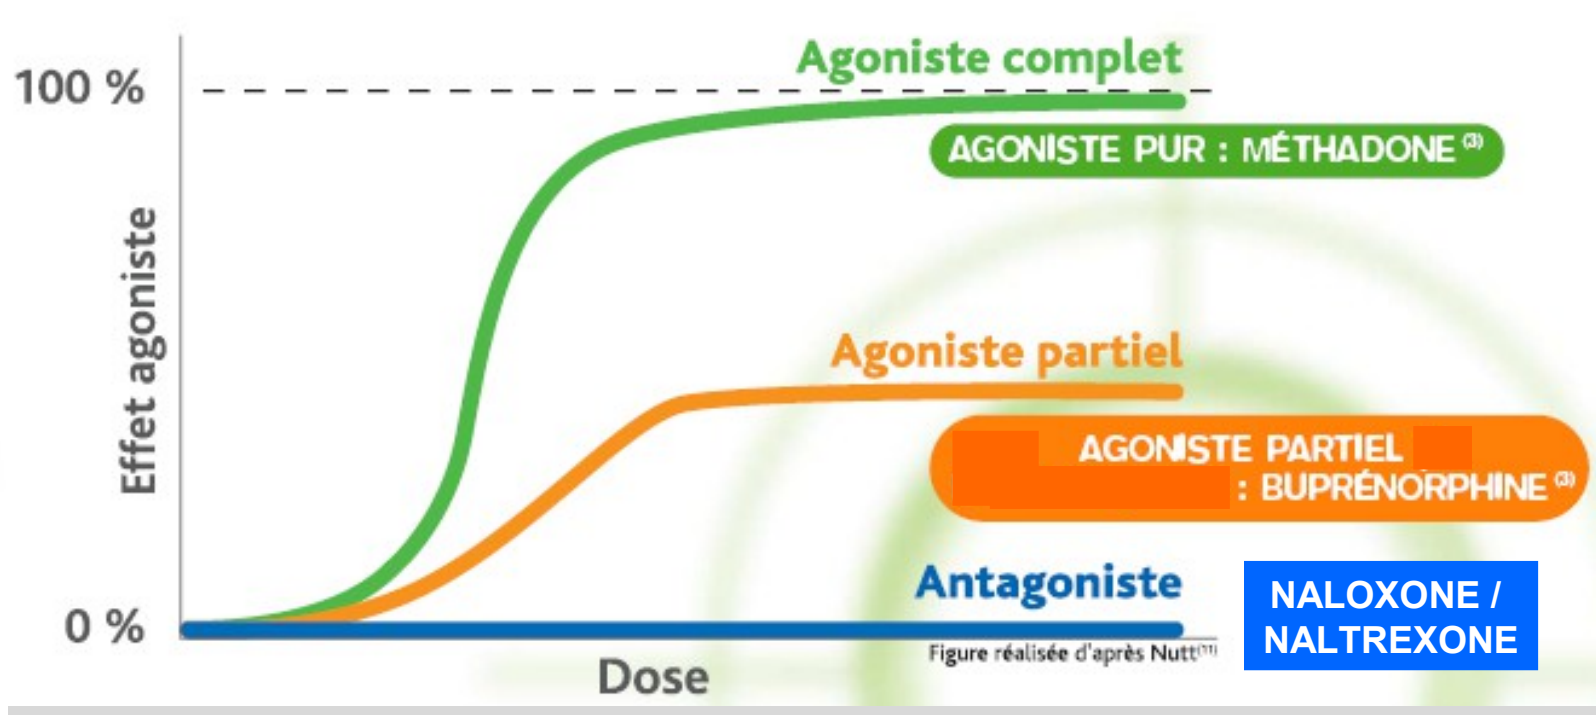 Agoniste complet
100 %
AGONISTE PUR : MÉTHADONE (3)
Effet agoniste
Agoniste partiel
AGONISTE PARTIEL
: BUPRÉNORPHINE (3)
Antagoniste
NALOXONE /
NALTREXONE
0 %
Figure réalisée d'après Nutt(11)
Dose